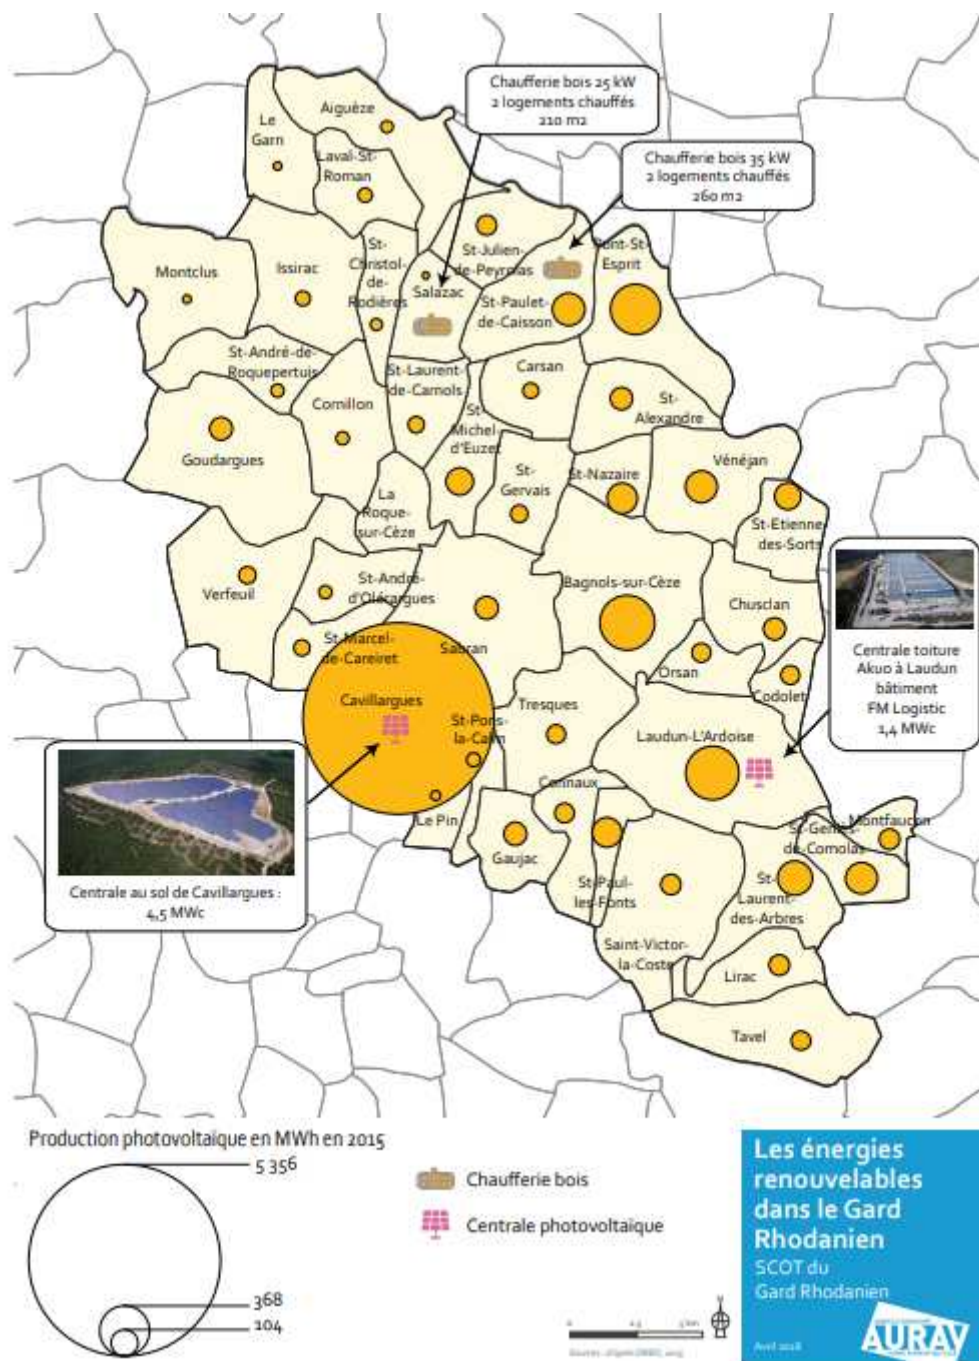 Chaufferie bois 25 kW
2 logements chauffés
210 m2
Chaufferie bois 35 kW
2 logements chauffés
260 m2
Aiguèze
Le
Garn
Laval-St-
Roman
St-
Christol-
de-
Rodières
St-Julien-
de-Peyrolas
Pont-St-
Esprit
Montclus
Issirac
Salazac
St-Paulet-
de-Caisson
St-André-de-
Roquepertuis
St-Laurent-
de-Carnols
Carsan
Cornillon
St-
Michel-
d'Euzet
St-
Alexandre
Goudargues
St-
Gervais
St-Nazaire
Vénéjan
La
Roque-
sur-Cèze
St-Etienne-
des-Sorts
Verfeuil
St-André-
d'Olécargues
Bagnols-sur-Cèze
Chusclan
St-Marcel-
de-Careiret
Sabran
Orsan
Codolet
Centrale toiture
Akuo à Laudun
bâtiment
FM Logistic
1,4 MWc
Cavillargues
St-Pons-
la-Calm
Tresques
Laudun-L'Ardoise
Connaux
Le Pin
Gaujac
Centrale au sol de Cavillargues :
4,5 MWc
Montfaucon
St-Geniès-
de-Comolas
St-Paul-
les-Fonts
St-
Laurent-
des-Arbres
Saint-Victor-
la-Coste
Lirac
Tavel
Production photovoltaïque en MWh en 2015
5 356
368
104
Chaufferie bois
Centrale photovoltaïque
Les énergies
renouvelables
dans le Gard
Rhodanien
SCOT du
Gard Rhodanien
Avril 2018
AURAV
N
0 2,5 5 km